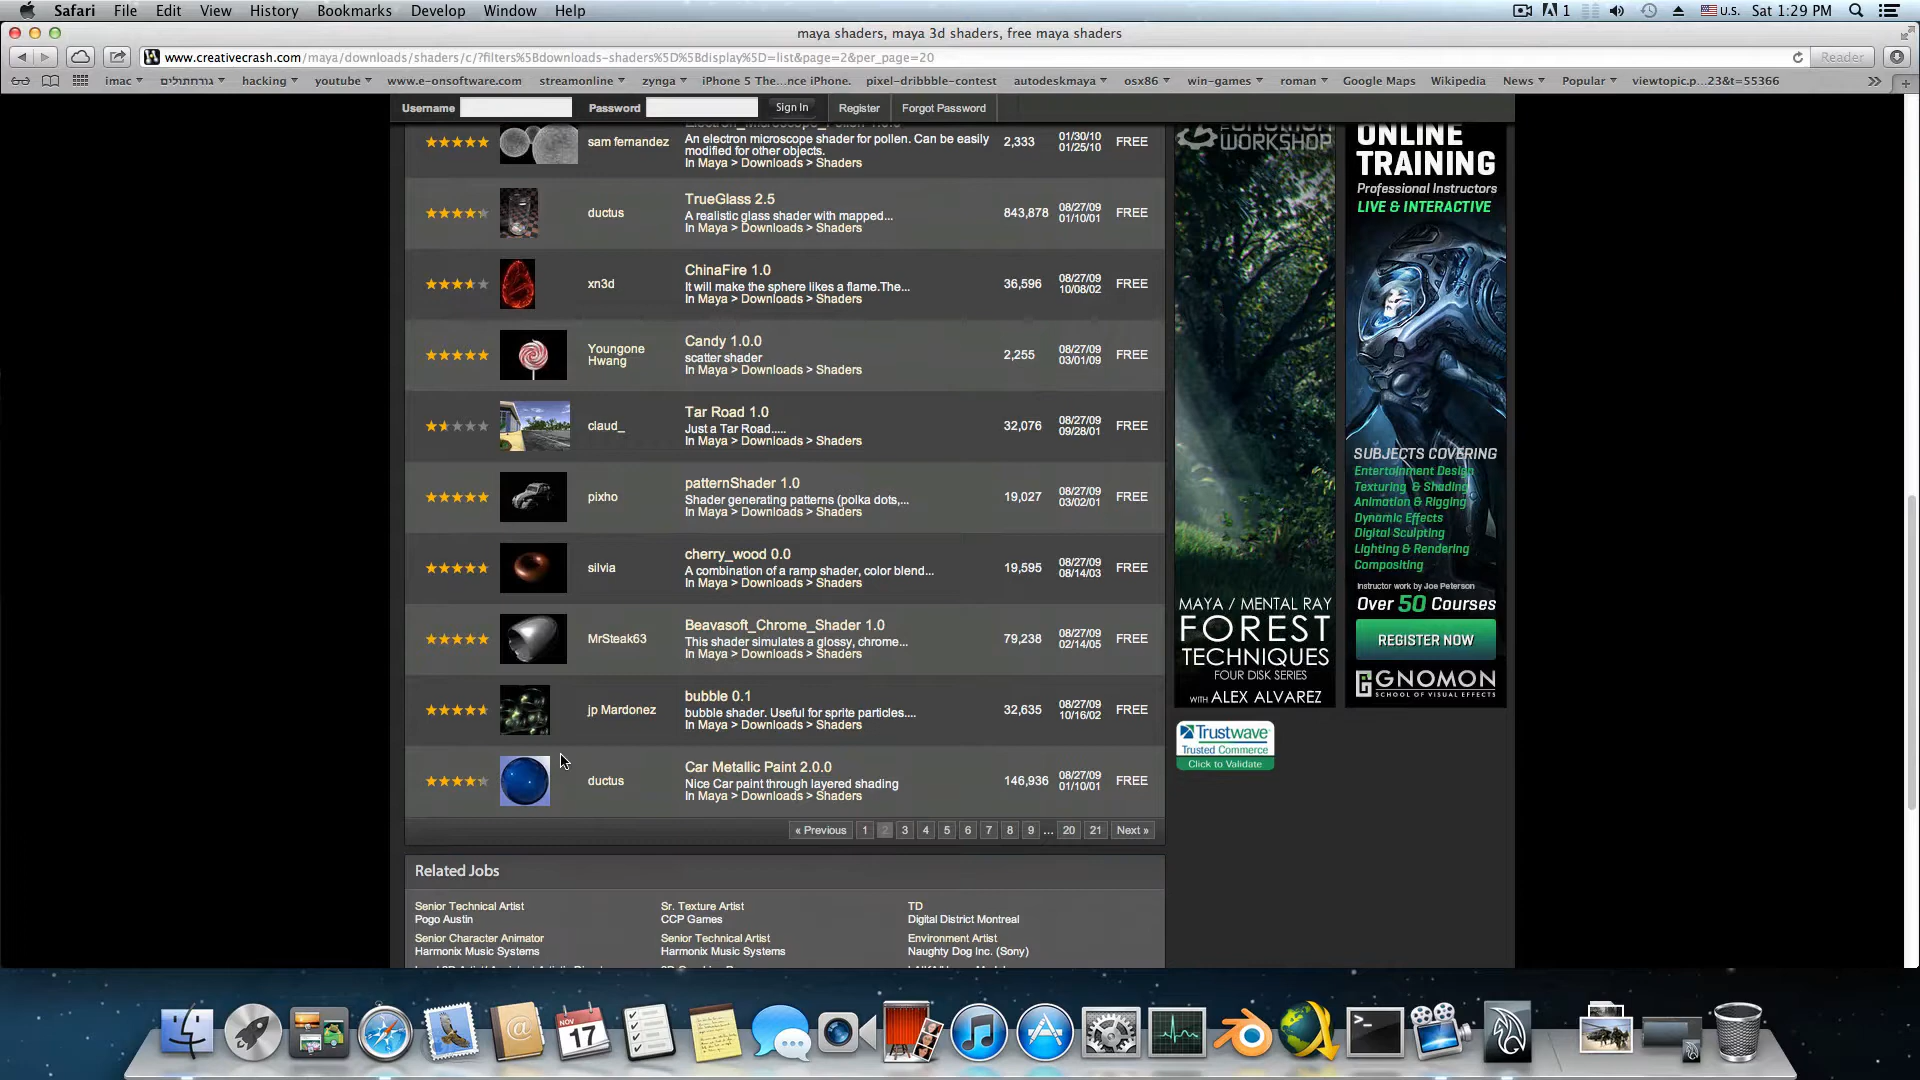 Safari File Edit View History Bookmarks Develop Window Help 1 U.S. Sat 1:29 PM
maya shaders, maya 3d shaders, free maya shaders
www.creativecrash.com/maya/downloads/shaders/c/?filters%5Bdownloads-shaders%5D%5Bdisplay%5D=list&page=2&per_page=20 Reader
imac גורתתולים hacking youtube www.e-onsoftware.com streamonline zynga iPhone 5 The...nce iPhone. pixel-dribbble-contest autodeskmaya osx86 win-games roman Google Maps Wikipedia News Popular viewtopic.p...23&t=55366
Username Password Sign In Register Forgot Password
sam fernandez
An electron microscope shader for pollen. Can be easily
modified for other objects.
In Maya > Downloads > Shaders
2,333
01/30/10
01/25/10
FREE
ductus
TrueGlass 2.5
A realistic glass shader with mapped...
In Maya > Downloads > Shaders
843,878
08/27/09
01/10/01
FREE
xn3d
ChinaFire 1.0
It will make the sphere likes a flame.The...
In Maya > Downloads > Shaders
36,596
08/27/09
10/08/02
FREE
Youngone
Hwang
Candy 1.0.0
scatter shader
In Maya > Downloads > Shaders
2,255
08/27/09
03/01/09
FREE
claud_
Tar Road 1.0
Just a Tar Road.....
In Maya > Downloads > Shaders
32,076
08/27/09
09/28/01
FREE
pixho
patternShader 1.0
Shader generating patterns (polka dots,...
In Maya > Downloads > Shaders
19,027
08/27/09
03/02/01
FREE
silvia
cherry_wood 0.0
A combination of a ramp shader, color blend...
In Maya > Downloads > Shaders
19,595
08/27/09
08/14/03
FREE
MrSteak63
Beavasoft_Chrome_Shader 1.0
This shader simulates a glossy, chrome...
In Maya > Downloads > Shaders
79,238
08/27/09
02/14/05
FREE
jp Mardonez
bubble 0.1
bubble shader. Useful for sprite particles....
In Maya > Downloads > Shaders
32,635
08/27/09
10/16/02
FREE
ductus
Car Metallic Paint 2.0.0
Nice Car paint through layered shading
In Maya > Downloads > Shaders
146,936
08/27/09
01/10/01
FREE
« Previous 1 2 3 4 5 6 7 8 9 ... 20 21 Next »
Related Jobs
Senior Technical Artist
Pogo Austin
Sr. Texture Artist
CCP Games
TD
Digital District Montreal
Senior Character Animator
Harmonix Music Systems
Senior Technical Artist
Harmonix Music Systems
Environment Artist
Naughty Dog Inc. (Sony)
WORKSHOP
MAYA / MENTAL RAY
FOREST
TECHNIQUES
FOUR DISK SERIES
WITH ALEX ALVAREZ
ONLINE
TRAINING
Professional Instructors
LIVE & INTERACTIVE
SUBJECTS COVERING
Entertainment Design
Texturing & Shading
Animation & Rigging
Dynamic Effects
Digital Sculpting
Lighting & Rendering
Compositing
Instructor work by Joe Peterson
Over 50 Courses
REGISTER NOW
GNOMON
SCHOOL OF VISUAL EFFECTS
Trustwave
Trusted Commerce
Click to Validate
NOV
17